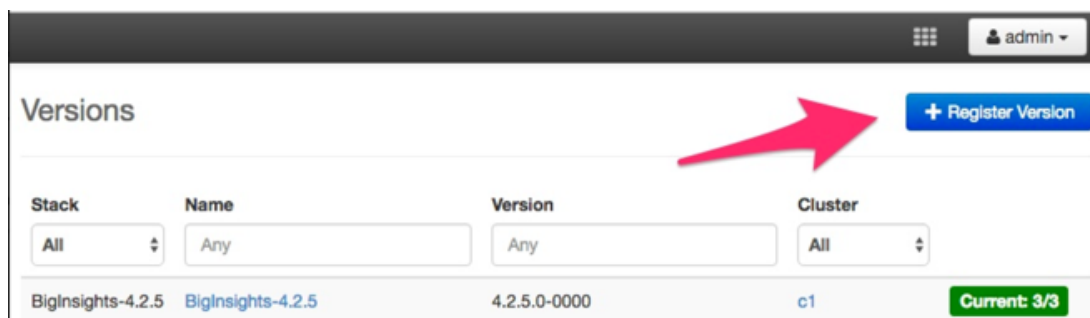 admin
Versions
+ Register Version
Stack Name Version Cluster
All Any Any All
BigInsights-4.2.5 BigInsights-4.2.5 4.2.5.0-0000 c1 Current: 3/3